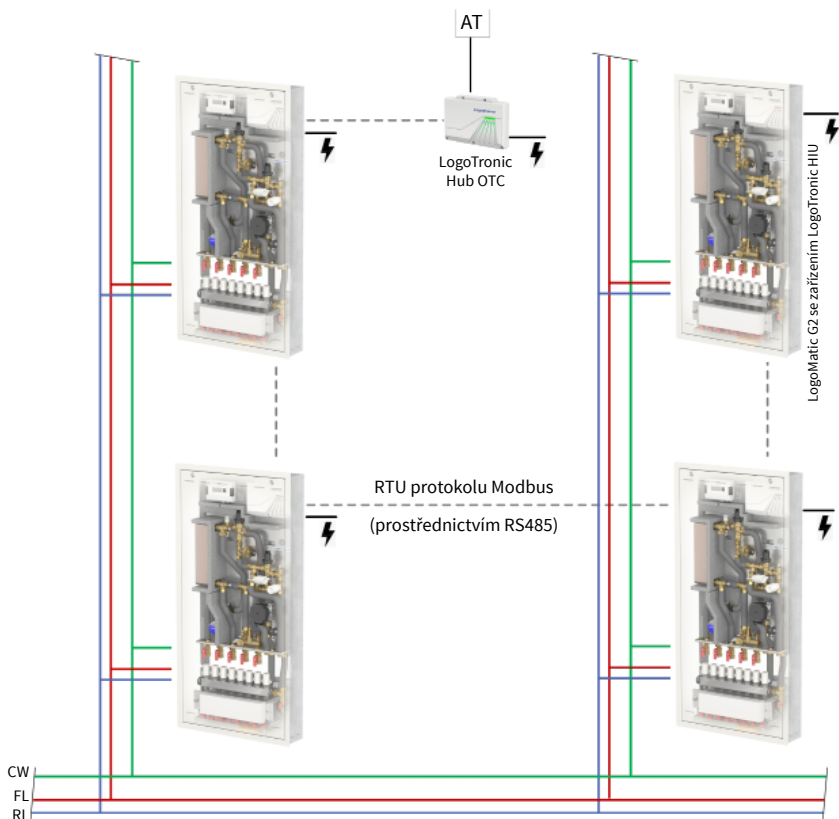 AT
LogoTronic
Hub OTC
LogoMatic G2 se zařízením LogoTronic HIU
RTU protokolu Modbus
(prostřednictvím RS485)
CW
FL
RL